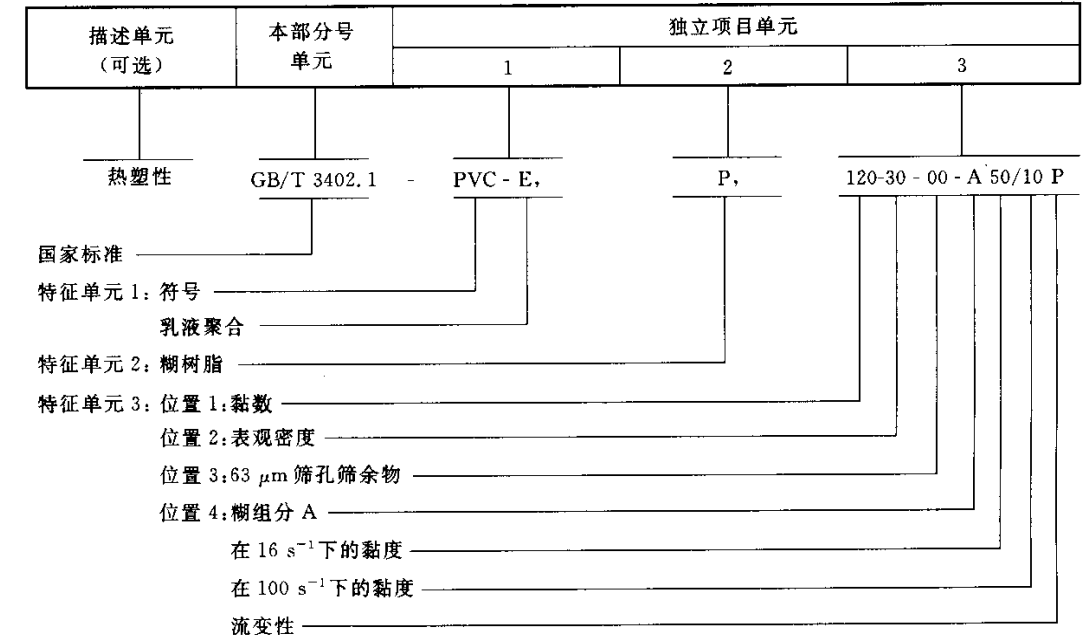 描述单元
(可选)
本部分号
单元
独立项目单元
1
2
3
热塑性
GB/T 3402.1 - PVC - E, P, 120-30 - 00 - A 50/10 P
国家标准
特征单元 1: 符号
乳液聚合
特征单元 2: 糊树脂
特征单元 3: 位置 1:黏数
位置 2:表观密度
位置 3:63 μm 筛孔筛余物
位置 4:糊组分 A
在 16 s⁻¹下的黏度
在 100 s⁻¹下的黏度
流变性